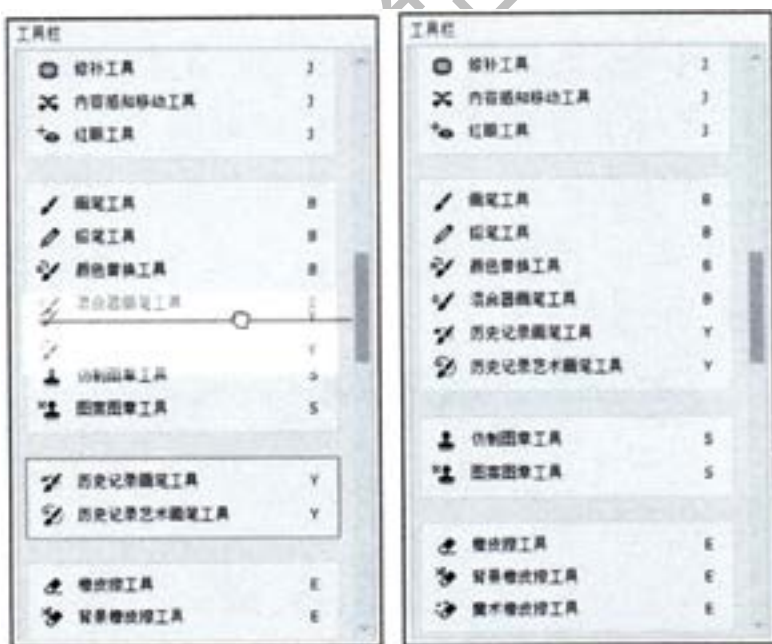 工具栏
修补工具 J
内容感知移动工具 J
红眼工具 J
画笔工具 B
铅笔工具 B
颜色替换工具 B
混合器画笔工具
Y
Y
仿制图章工具 S
图案图章工具 S
历史记录画笔工具 Y
历史记录艺术画笔工具 Y
橡皮擦工具 E
背景橡皮擦工具 E
工具栏
修补工具 J
内容感知移动工具 J
红眼工具 J
画笔工具 B
铅笔工具 B
颜色替换工具 B
混合器画笔工具 B
历史记录画笔工具 Y
历史记录艺术画笔工具 Y
仿制图章工具 S
图案图章工具 S
橡皮擦工具 E
背景橡皮擦工具 E
魔术橡皮擦工具 E